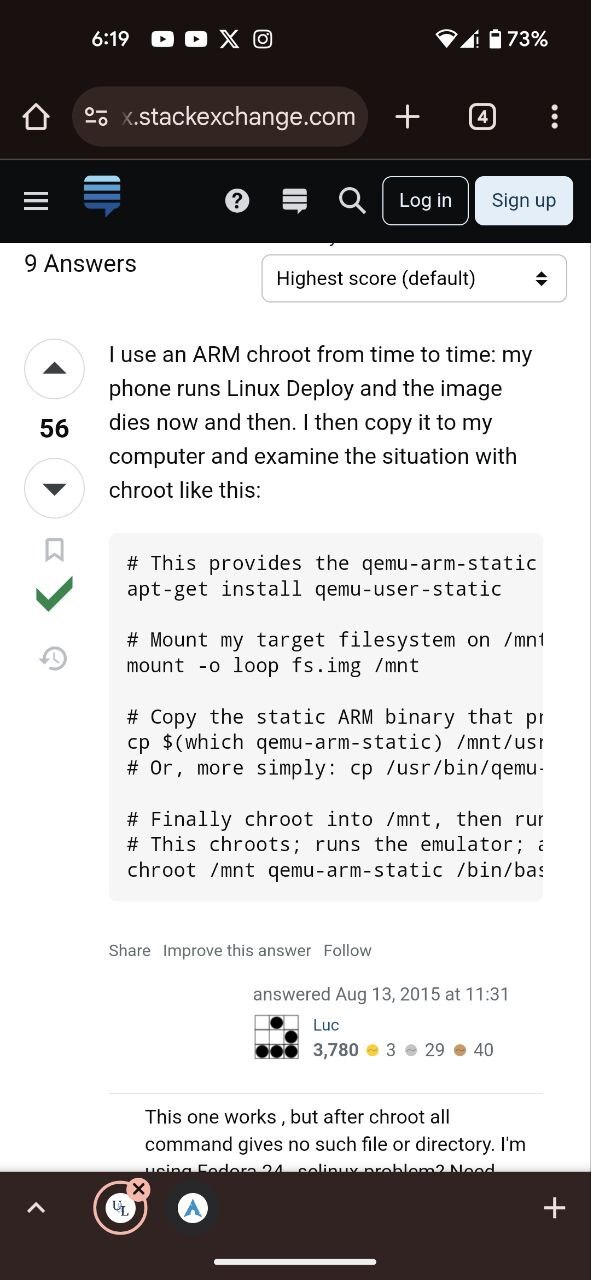 6:19
73%
x.stackexchange.com
4
Log in
Sign up
9 Answers
Highest score (default)
I use an ARM chroot from time to time: my
phone runs Linux Deploy and the image
56
dies now and then. I then copy it to my
computer and examine the situation with
chroot like this:
# This provides the qemu-arm-static
apt-get install qemu-user-static
# Mount my target filesystem on /mnt
mount -o loop fs.img /mnt
# Copy the static ARM binary that pr
cp $(which qemu-arm-static) /mnt/usr
# Or, more simply: cp /usr/bin/qemu-
# Finally chroot into /mnt, then run
# This chroots; runs the emulator; a
chroot /mnt qemu-arm-static /bin/bas
Share Improve this answer Follow
answered Aug 13, 2015 at 11:31
Luc
3,780 3 29 40
This one works , but after chroot all
command gives no such file or directory. I'm
using Fedora 24 , selinux problem? Need
UL